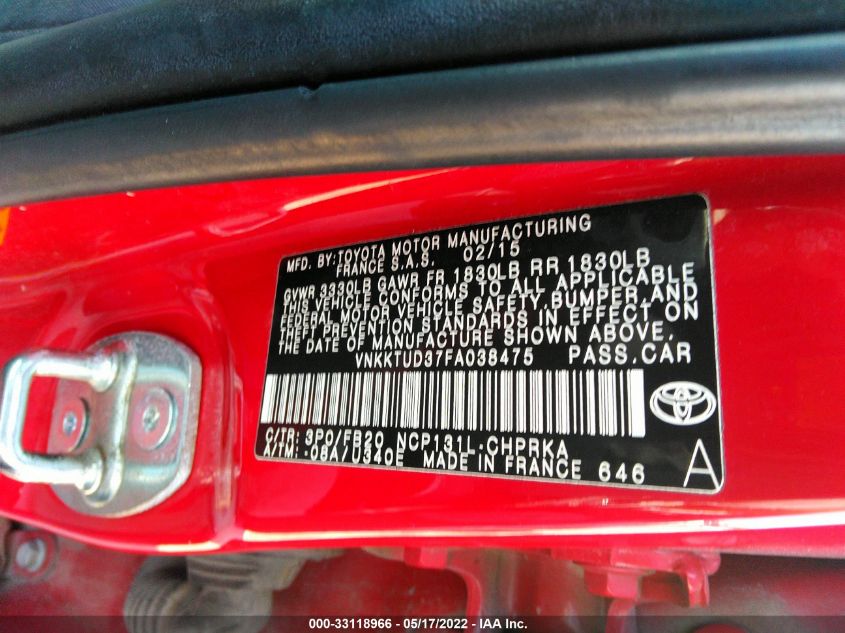 MFD. BY: TOYOTA MOTOR MANUFACTURING
FRANCE S.A.S. 02/15
GVWR 3330LB GAWR FR 1830LB RR 1830LB
THIS VEHICLE CONFORMS TO ALL APPLICABLE
FEDERAL MOTOR VEHICLE SAFETY, BUMPER, AND
THEFT PREVENTION STANDARDS IN EFFECT ON
THE DATE OF MANUFACTURE SHOWN ABOVE.
VNKKTUD37FA038475 PASS. CAR
C/TR: 3P0/FB20 NCP131L-CHPRKA
A/TM: -08A/U340E MADE IN FRANCE 646 A
000-33118966 - 05/17/2022 - IAA Inc.